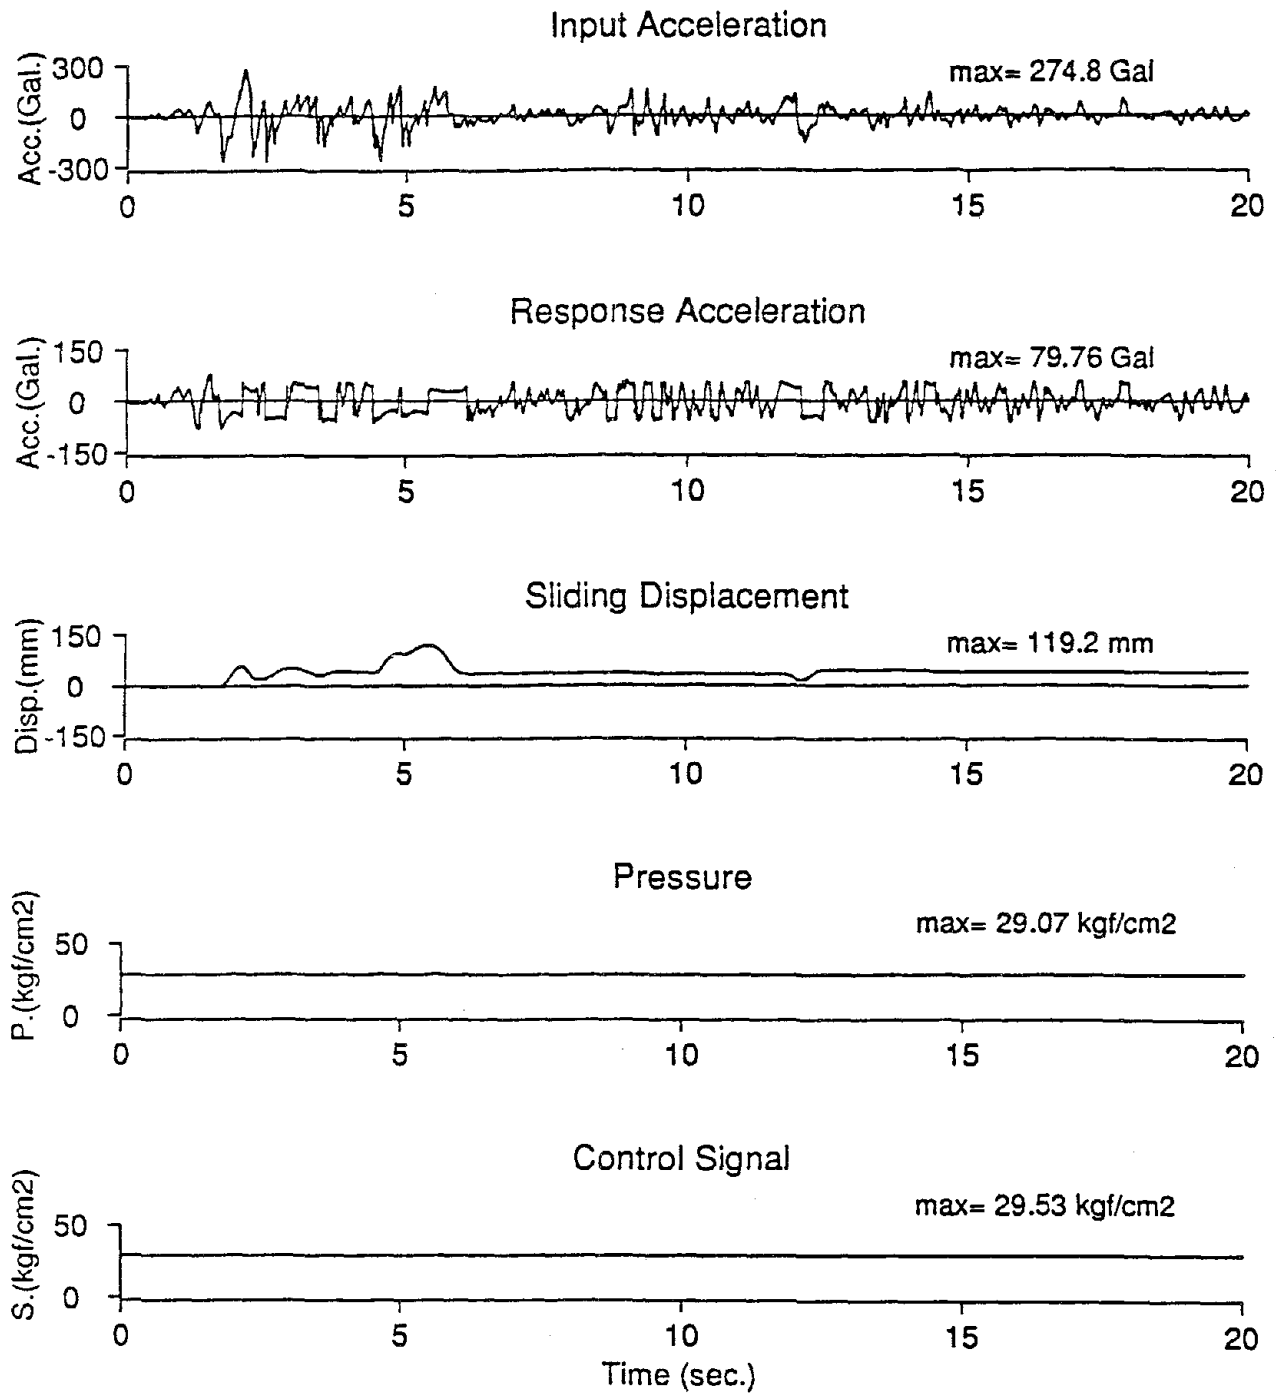 Input Acceleration
max= 274.8 Gal
Acc.(Gal.)
300
0
-300
0 5 10 15 20
Response Acceleration
max= 79.76 Gal
Acc.(Gal.)
150
0
-150
0 5 10 15 20
Sliding Displacement
max= 119.2 mm
Disp.(mm)
150
0
-150
0 5 10 15 20
Pressure
max= 29.07 kgf/cm2
P.(kgf/cm2)
50
0
0 5 10 15 20
Control Signal
max= 29.53 kgf/cm2
S.(kgf/cm2)
50
0
0 5 10 15 20
Time (sec.)